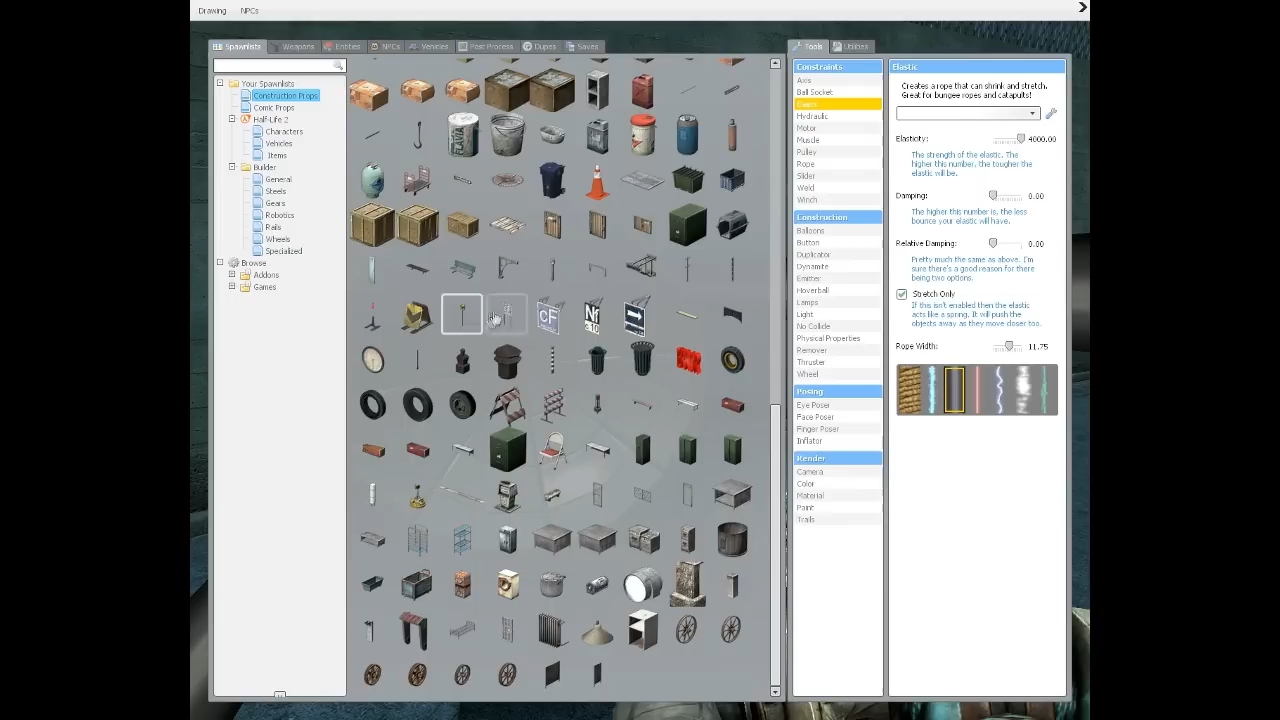 Drawing NPCs
Spawnlists Weapons Entities NPCs Vehicles Post Process Dupes Saves
Your Spawnlists
Construction Props
Comic Props
Half-Life 2
Characters
Vehicles
Items
Builder
General
Steels
Gears
Robotics
Rails
Wheels
Specialized
Browse
Addons
Games
FLAVIA
CF
Nf
Tools Utilities
Constraints
Axis
Ball Socket
Elastic
Hydraulic
Motor
Muscle
Pulley
Rope
Slider
Weld
Winch
Construction
Balloons
Button
Duplicator
Dynamite
Emitter
Hoverball
Lamps
Light
No Collide
Physical Properties
Remover
Thruster
Wheel
Posing
Eye Poser
Face Poser
Finger Poser
Inflator
Render
Camera
Color
Material
Paint
Trails
Elastic
Creates a rope that can shrink and stretch.
Great for bungee ropes and catapults!
Elasticity: 4000.00
The strength of the elastic. The
higher this number, the tougher the
elastic will be.
Damping: 0.00
The higher this number is, the less
bounce your elastic will have.
Relative Damping: 0.00
Pretty much the same as above. I'm
sure there's a good reason for there
being two options.
Stretch Only
If this isn't enabled then the elastic
acts like a spring. It will push the
objects away as they move closer too.
Rope Width: 11.75